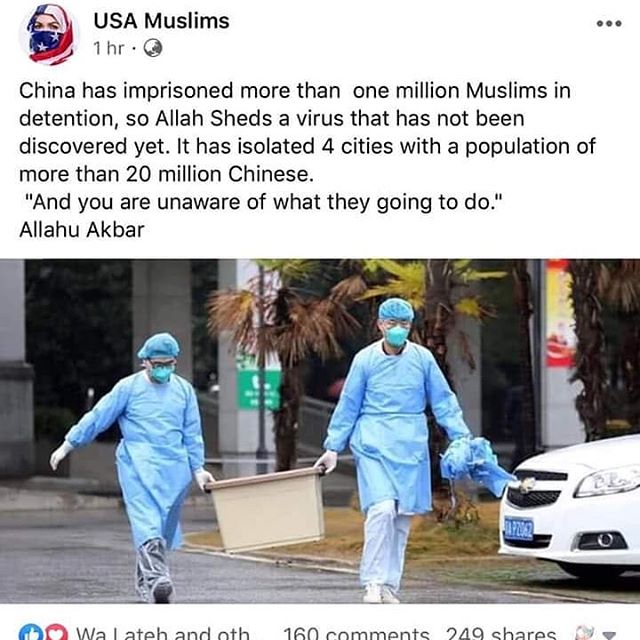 USA Muslims
1 hr ·
China has imprisoned more than one million Muslims in
detention, so Allah Sheds a virus that has not been
discovered yet. It has isolated 4 cities with a population of
more than 20 million Chinese.
"And you are unaware of what they going to do."
Allahu Akbar
Wa Lateh and oth... 160 comments 249 shares